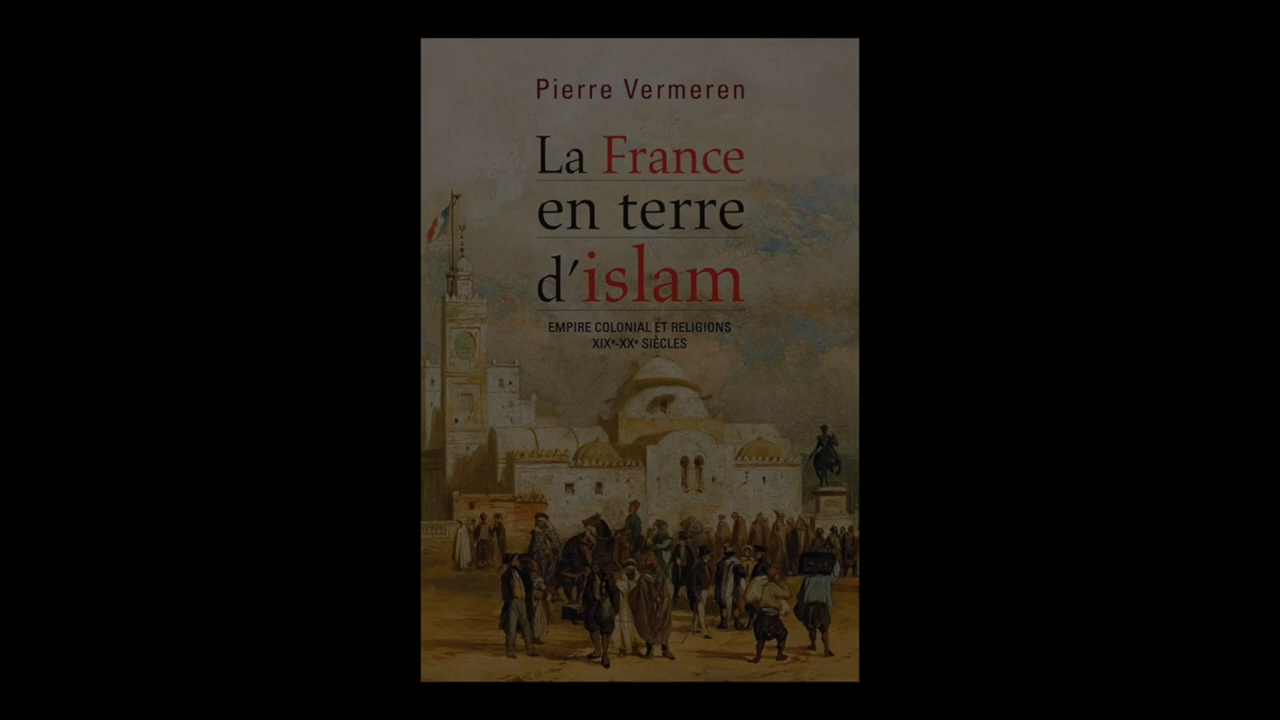 Pierre Vermeren
La France
en terre
d'islam
EMPIRE COLONIAL ET RELIGIONS
XIXᵉ-XXᵉ SIÈCLES